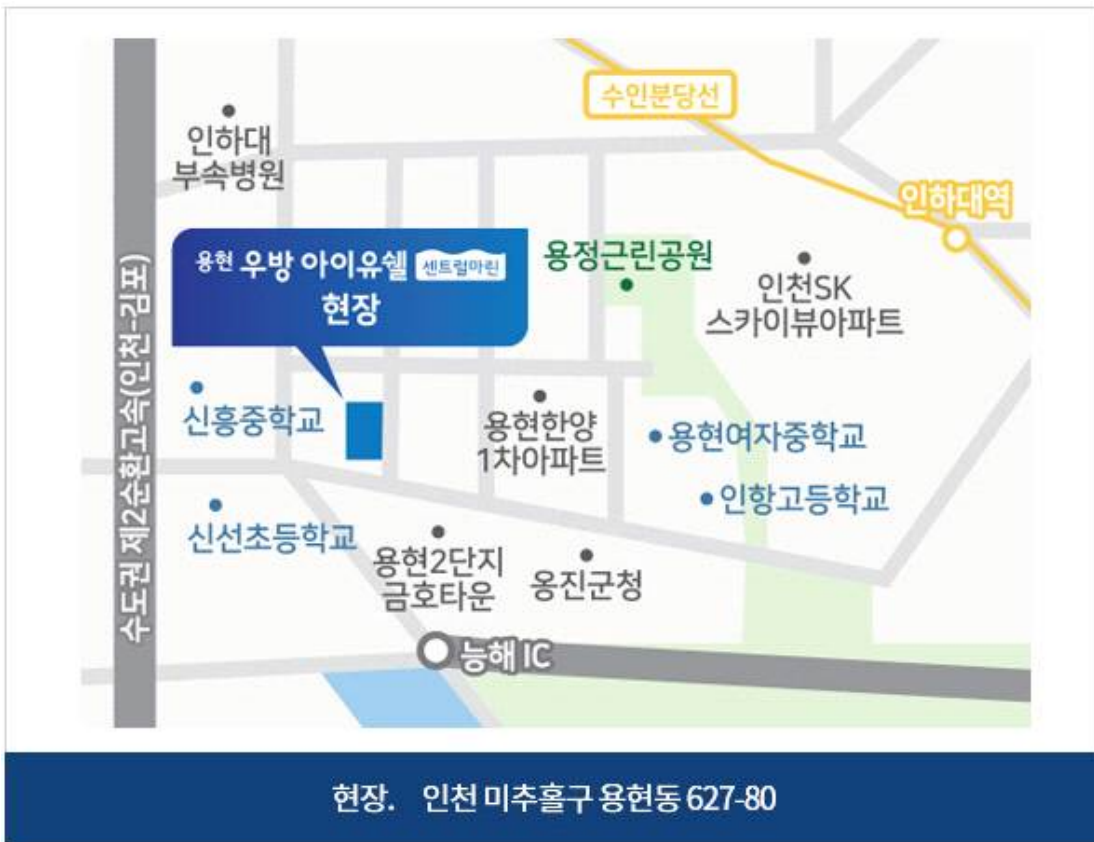 수인분당선
인하대
부속병원
인하대역
용현 우방 아이유쉘 센트럴마린
현장
용정근린공원
인천SK
스카이뷰아파트
수도권 제2순환고속(인천-김포)
신흥중학교
용현한양
1차아파트
용현여자중학교
인항고등학교
신선초등학교
용현2단지
금호타운
옹진군청
능해 IC
현장. 인천 미추홀구 용현동 627-80